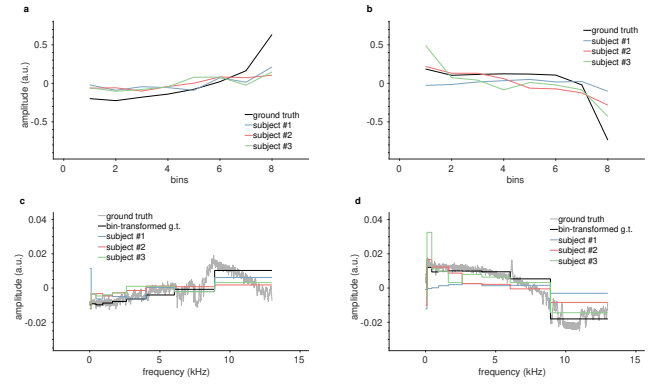 a
0.5
0
-0.5
amplitude (a.u.)
0
2
4
6
8
bins
ground truth
subject #1
subject #2
subject #3
b
0.5
0
-0.5
0
2
4
6
8
bins
ground truth
subject #1
subject #2
subject #3
c
0.04
0.02
0
-0.02
amplitude (a.u.)
0
5
10
15
frequency (kHz)
ground truth
bin-transformed g.t.
subject #1
subject #2
subject #3
d
0.04
0.02
0
-0.02
amplitude (a.u.)
0
5
10
15
frequency (kHz)
ground truth
bin-transformed g.t.
subject #1
subject #2
subject #3